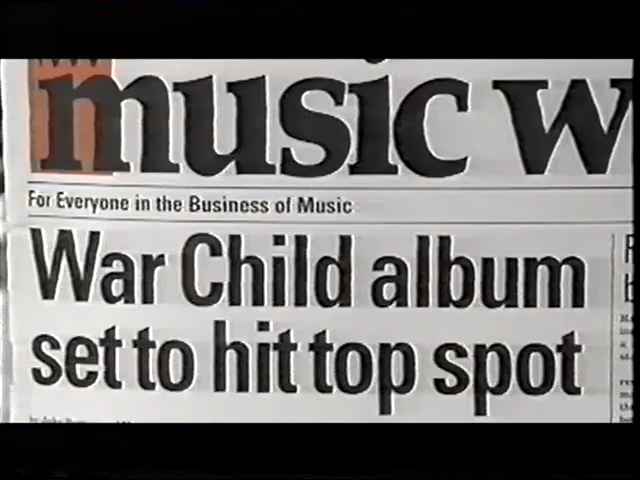 music w
For Everyone in the Business of Music
War Child album
set to hit top spot